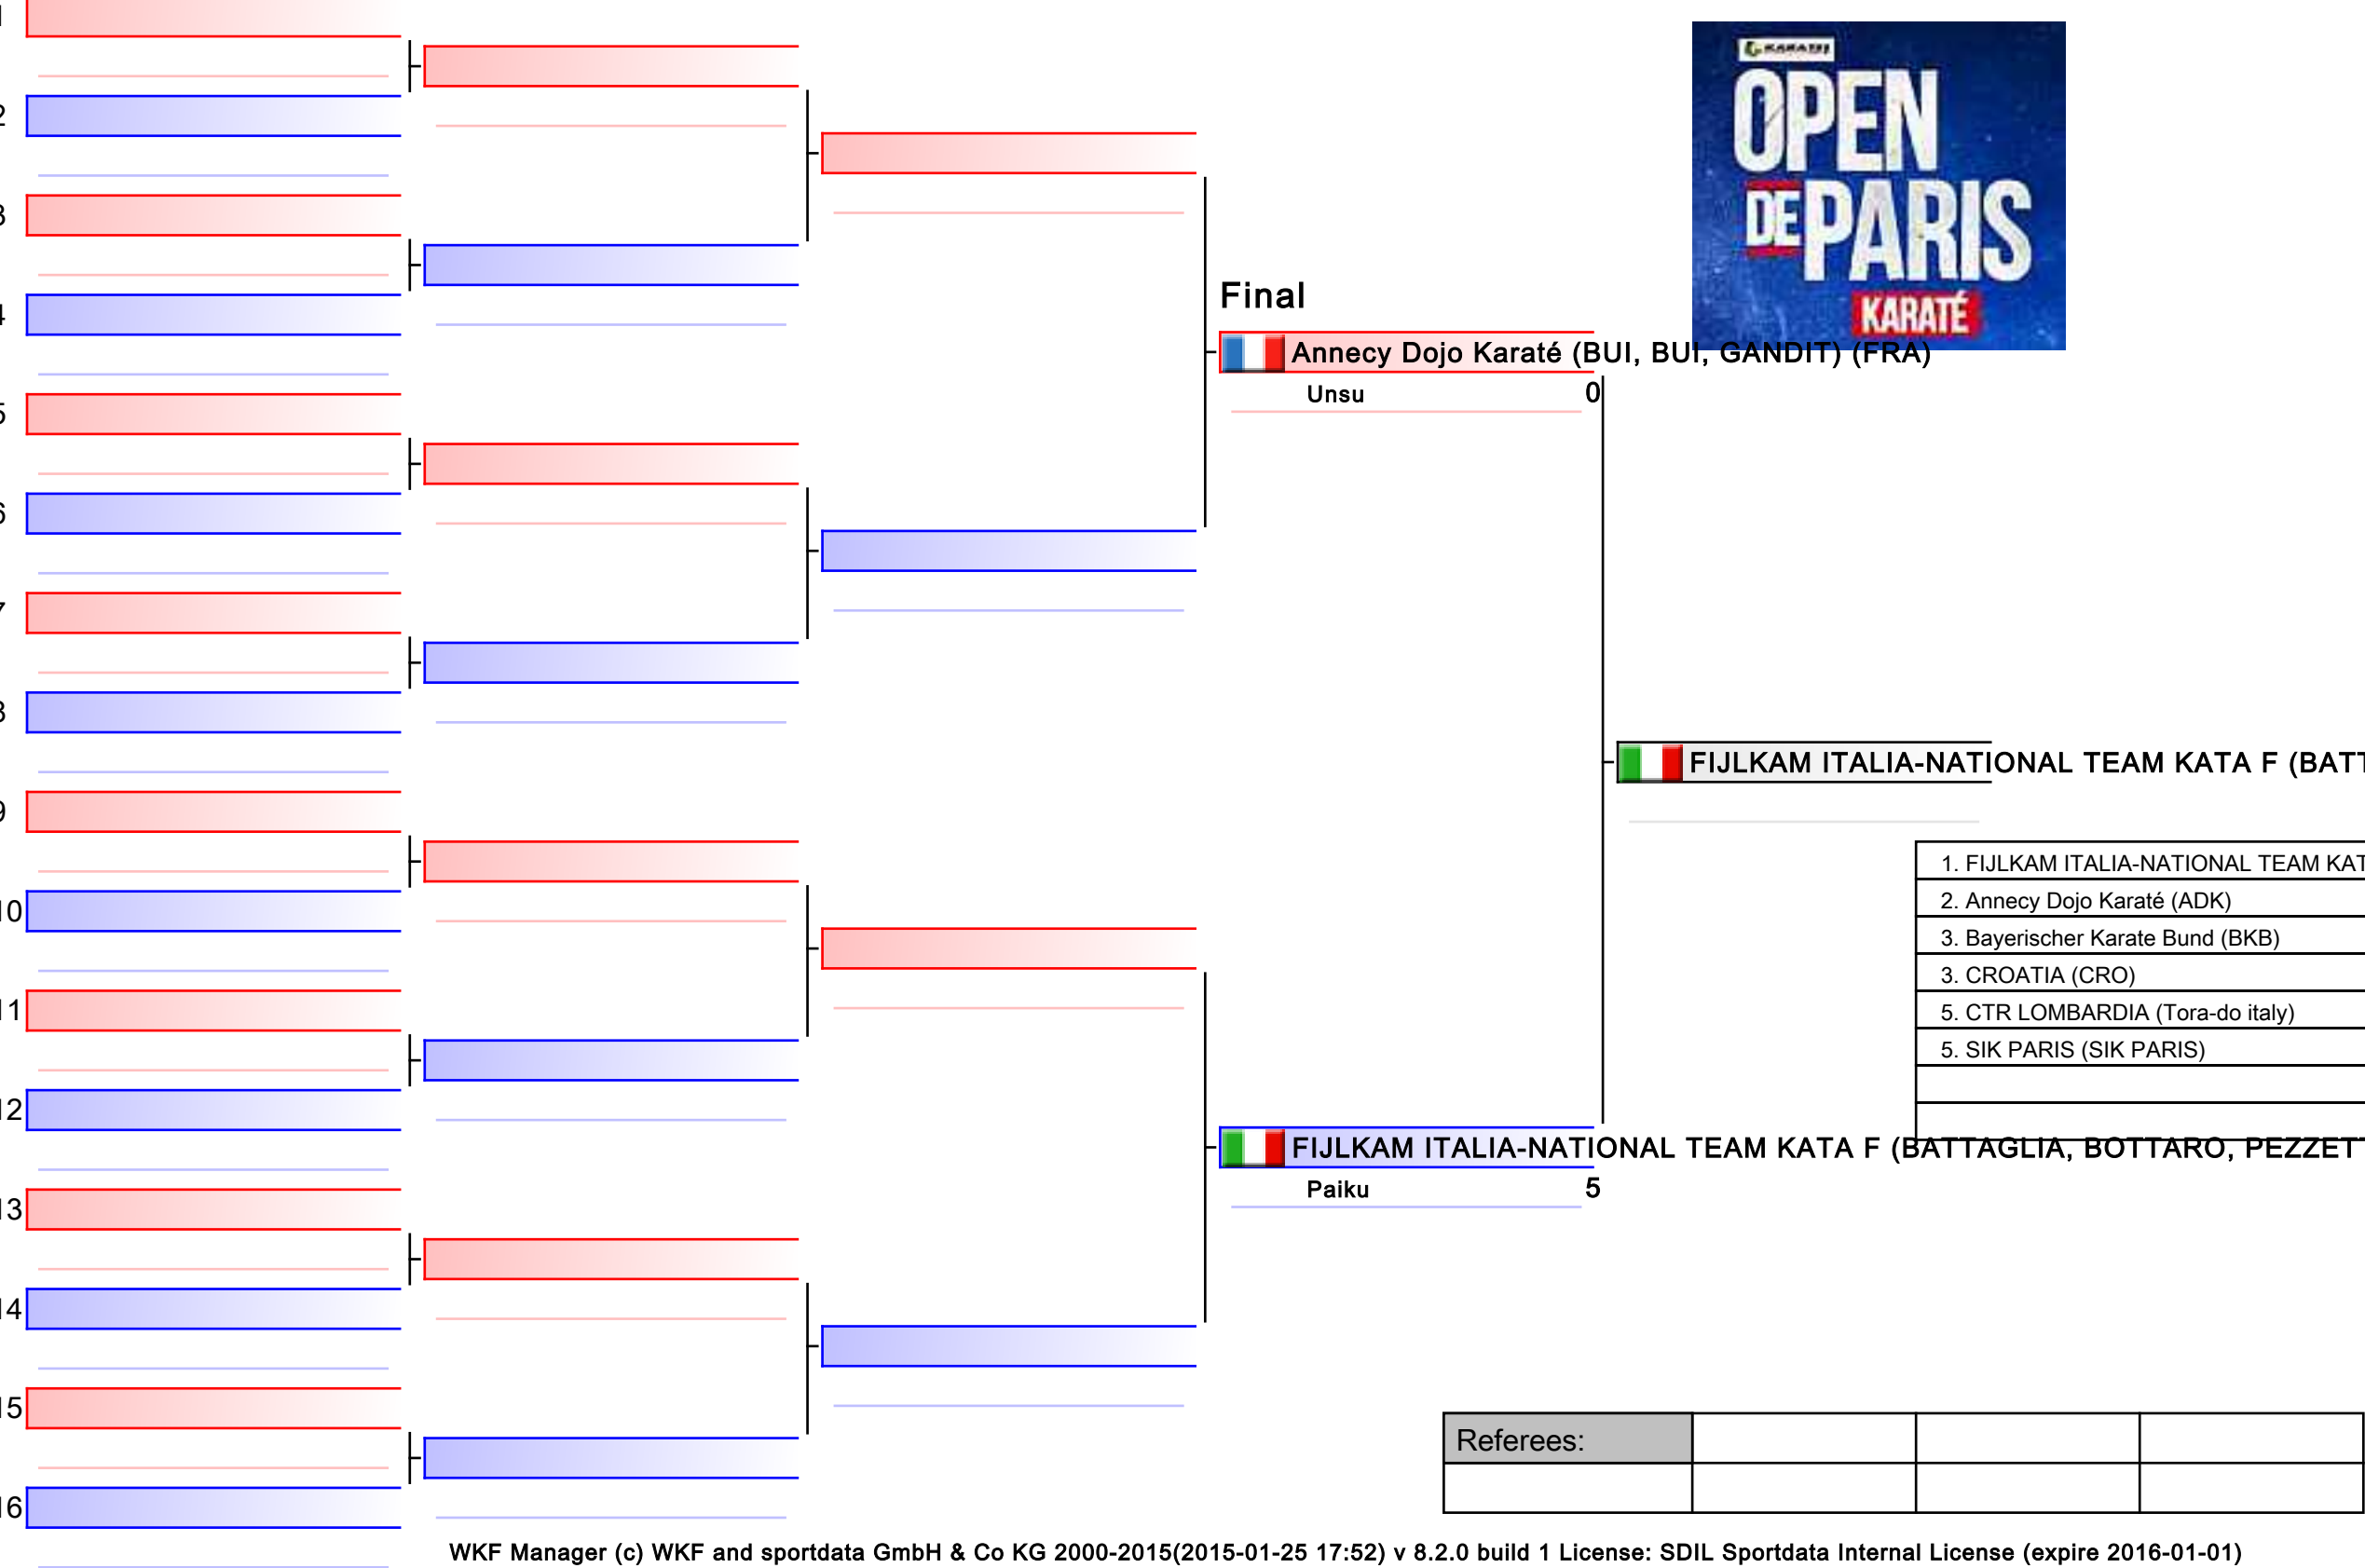 1
2
3
4
5
6
7
8
9
10
11
12
13
14
15
16
KARATE
OPEN
DE PARIS
KARATÉ
Final
Annecy Dojo Karaté (BUI, BUI, GANDIT) (FRA)
Unsu 0
FIJLKAM ITALIA-NATIONAL TEAM KATA F (BATT
1. FIJLKAM ITALIA-NATIONAL TEAM KAT
2. Annecy Dojo Karaté (ADK)
3. Bayerischer Karate Bund (BKB)
3. CROATIA (CRO)
5. CTR LOMBARDIA (Tora-do italy)
5. SIK PARIS (SIK PARIS)
FIJLKAM ITALIA-NATIONAL TEAM KATA F (BATTAGLIA, BOTTARO, PEZZET
Paiku 5
Referees:
WKF Manager (c) WKF and sportdata GmbH & Co KG 2000-2015(2015-01-25 17:52) v 8.2.0 build 1 License: SDIL Sportdata Internal License (expire 2016-01-01)